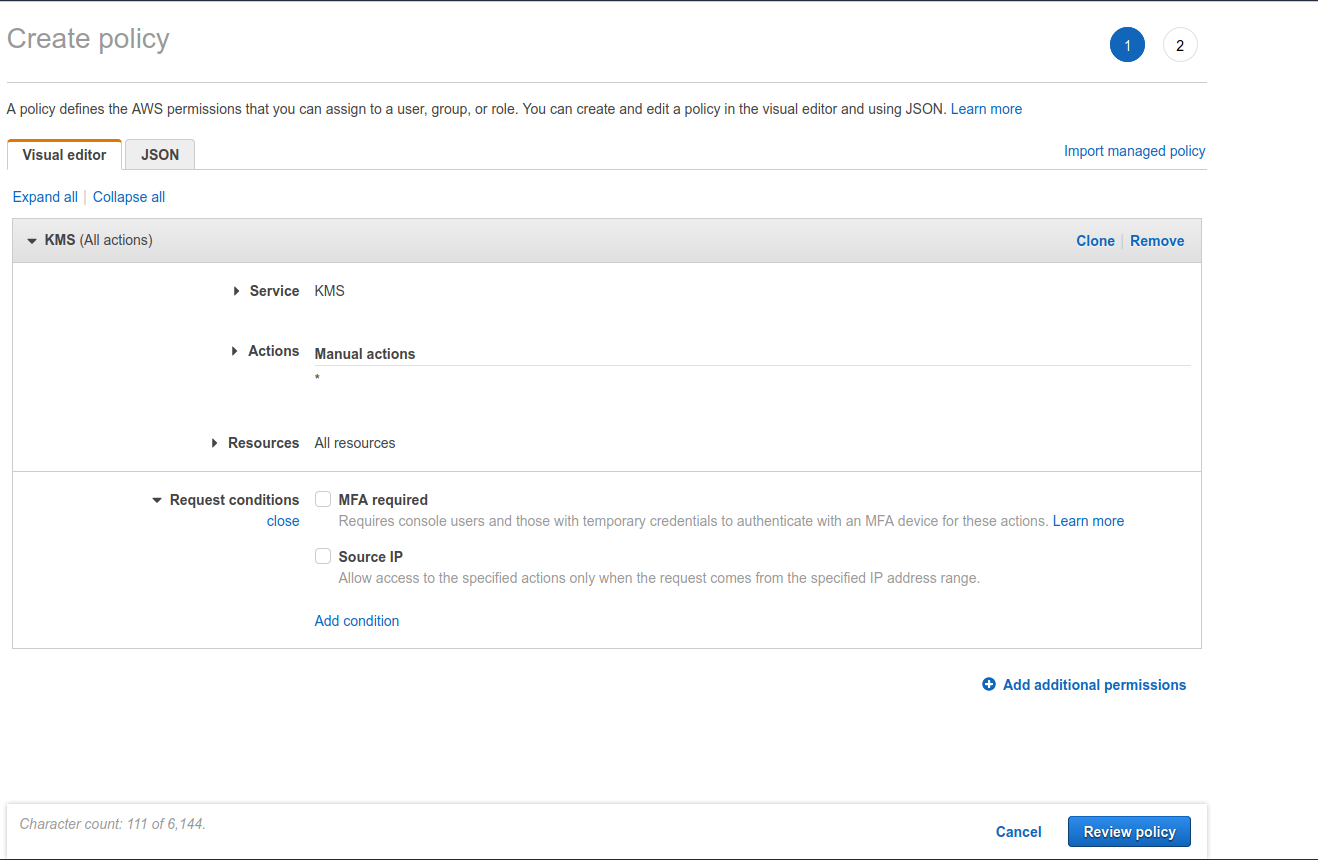 Create policy
1 2
A policy defines the AWS permissions that you can assign to a user, group, or role. You can create and edit a policy in the visual editor and using JSON. Learn more
Visual editor JSON Import managed policy
Expand all Collapse all
KMS (All actions) Clone Remove
Service KMS
Actions Manual actions
*
Resources All resources
Request conditions MFA required
close Requires console users and those with temporary credentials to authenticate with an MFA device for these actions. Learn more
Source IP
Allow access to the specified actions only when the request comes from the specified IP address range.
Add condition
Add additional permissions
Character count: 111 of 6,144.
Cancel Review policy